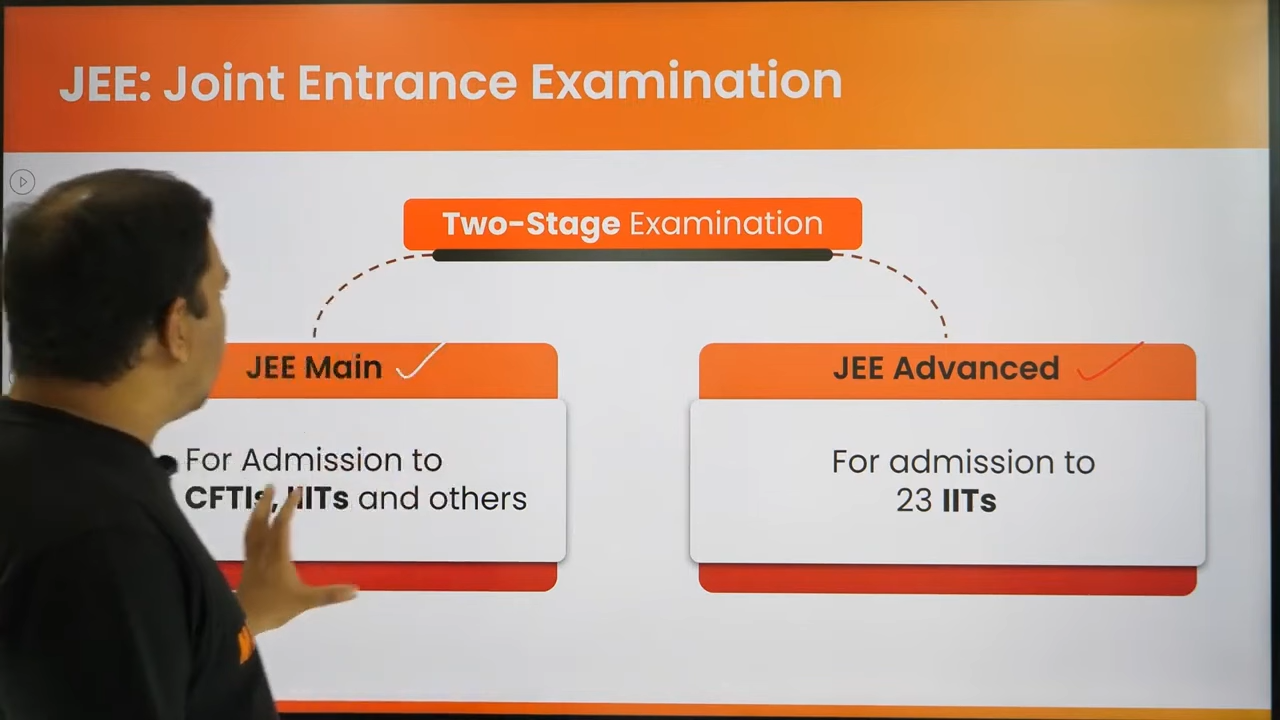 JEE: Joint Entrance Examination
Two-Stage Examination
JEE Main
For Admission to
CFTIs, IIITs and others
JEE Advanced
For admission to
23 IITs